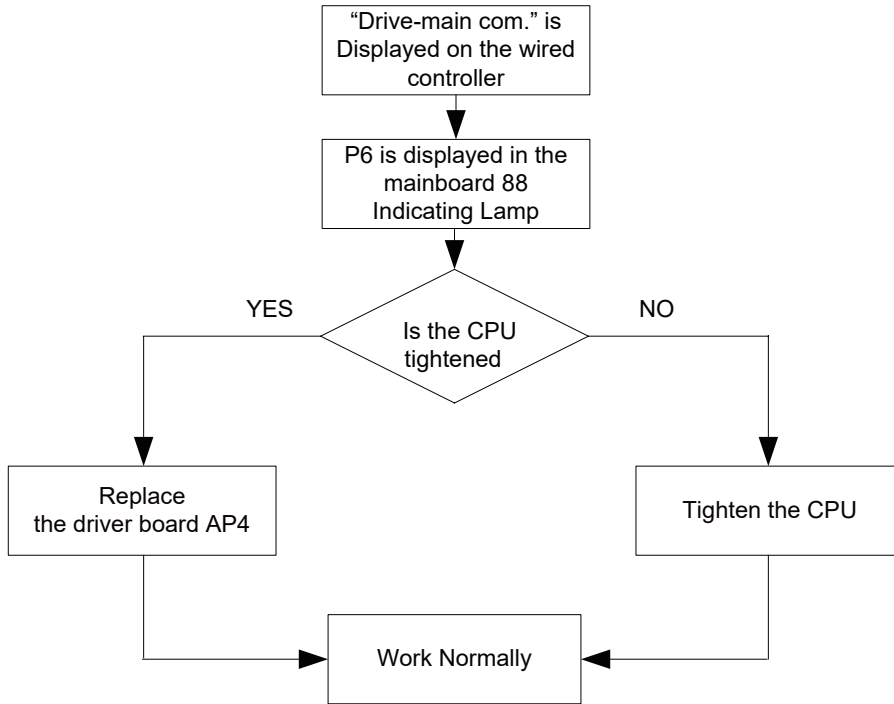 “Drive-main com.” is
Displayed on the wired
controller
P6 is displayed in the
mainboard 88
Indicating Lamp
YES
NO
Is the CPU
tightened
Replace
the driver board AP4
Tighten the CPU
Work Normally